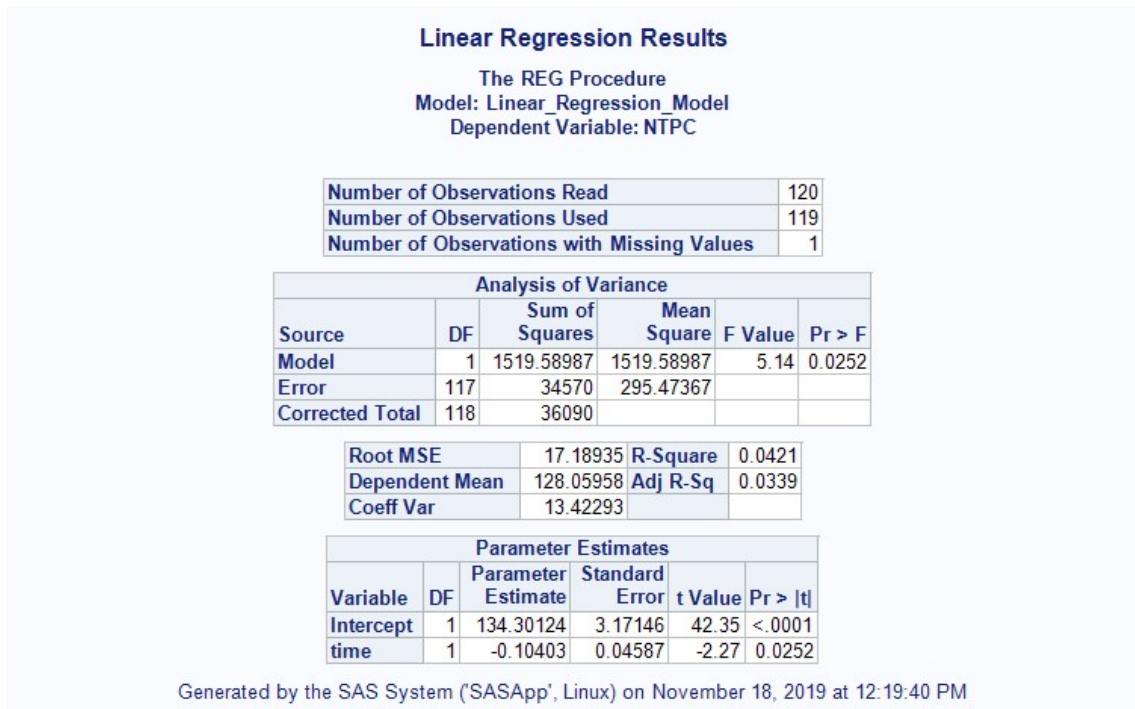 Linear Regression Results
The REG Procedure
Model: Linear_Regression_Model
Dependent Variable: NTPC
Number of Observations Read 120
Number of Observations Used 119
Number of Observations with Missing Values 1
Analysis of Variance
Source DF Sum of Squares Mean Square F Value Pr > F
Model 1 1519.58987 1519.58987 5.14 0.0252
Error 117 34570 295.47367
Corrected Total 118 36090
Root MSE 17.18935 R-Square 0.0421
Dependent Mean 128.05958 Adj R-Sq 0.0339
Coeff Var 13.42293
Parameter Estimates
Variable DF Parameter Estimate Standard Error t Value Pr > |t|
Intercept 1 134.30124 3.17146 42.35 <.0001
time 1 -0.10403 0.04587 -2.27 0.0252
Generated by the SAS System ('SASApp', Linux) on November 18, 2019 at 12:19:40 PM